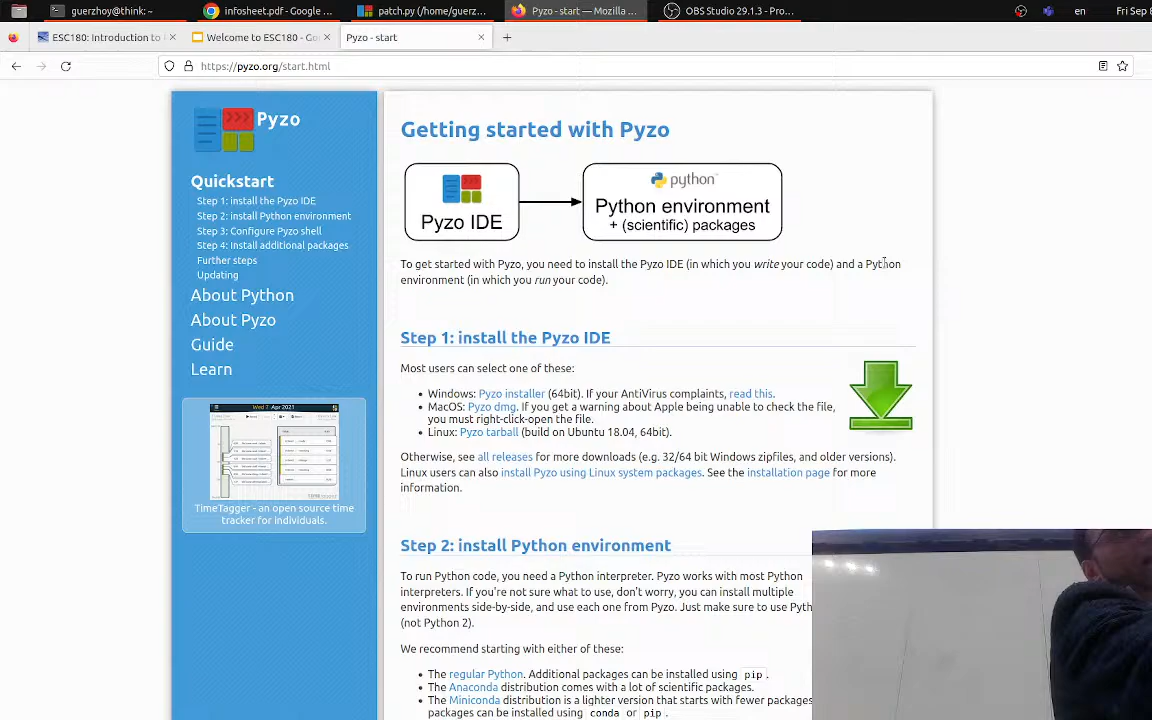 guerzhoy@think: ~
infosheet.pdf - Google ...
patch.py (/home/guerz...
Pyzo - start — Mozilla ...
OBS Studio 29.1.3 - Pro...
en
Fri Sep 8
ESC180: Introduction to
Welcome to ESC180 - Go
Pyzo - start
https://pyzo.org/start.html
Pyzo
Quickstart
Step 1: install the Pyzo IDE
Step 2: install Python environment
Step 3: Configure Pyzo shell
Step 4: Install additional packages
Further steps
Updating
About Python
About Pyzo
Guide
Learn
TimeTagger - an open source time
tracker for individuals.
Getting started with Pyzo
Pyzo IDE
python
Python environment
+ (scientific) packages
To get started with Pyzo, you need to install the Pyzo IDE (in which you write your code) and a Python
environment (in which you run your code).
Step 1: install the Pyzo IDE
Most users can select one of these:
• Windows: Pyzo installer (64bit). If your AntiVirus complaints, read this.
• MacOS: Pyzo dmg. If you get a warning about Apple being unable to check the file,
you must right-click-open the file.
• Linux: Pyzo tarball (build on Ubuntu 18.04, 64bit).
Otherwise, see all releases for more downloads (e.g. 32/64 bit Windows zipfiles, and older versions).
Linux users can also install Pyzo using Linux system packages. See the installation page for more
information.
Step 2: install Python environment
To run Python code, you need a Python interpreter. Pyzo works with most Python
interpreters. If you're not sure what to use, don't worry, you can install multiple
environments side-by-side, and use each one from Pyzo. Just make sure to use Pyth
(not Python 2).
We recommend starting with either of these:
• The regular Python. Additional packages can be installed using pip.
• The Anaconda distribution comes with a lot of scientific packages.
• The Miniconda distribution is a lighter version that starts with fewer packages
packages can be installed using conda or pip.